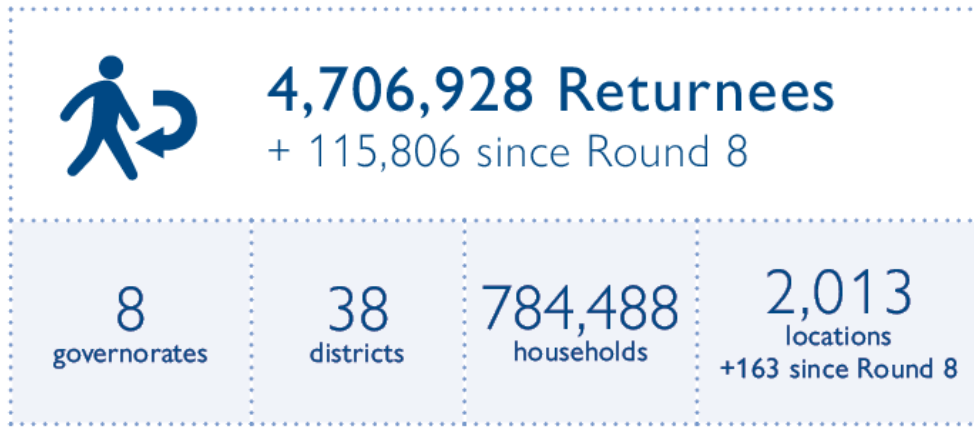 4,706,928 Returnees
+ 115,806 since Round 8
8
governorates
38
districts
784,488
households
2,013
locations
+163 since Round 8